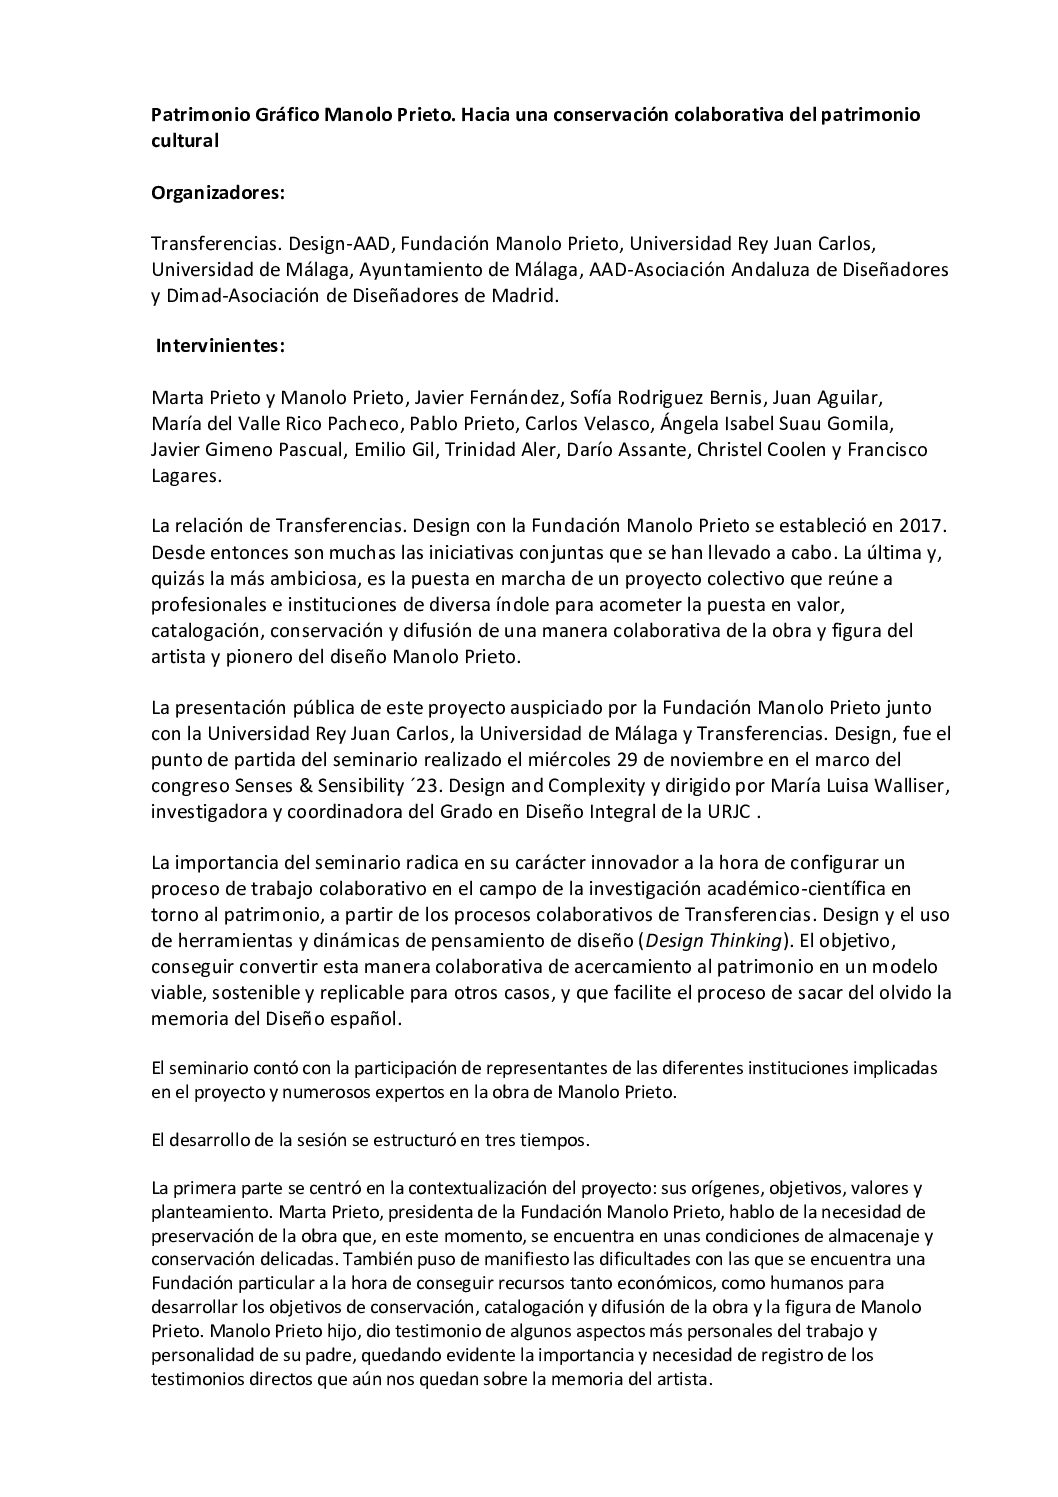 Patrimonio Gráfico Manolo Prieto. Hacia una conservación colaborativa del patrimonio
cultural
Organizadores:
Transferencias. Design-AAD, Fundación Manolo Prieto, Universidad Rey Juan Carlos,
Universidad de Málaga, Ayuntamiento de Málaga, AAD-Asociación Andaluza de Diseñadores
y Dimad-Asociación de Diseñadores de Madrid.
Intervinientes:
Marta Prieto y Manolo Prieto, Javier Fernández, Sofía Rodriguez Bernis, Juan Aguilar,
María del Valle Rico Pacheco, Pablo Prieto, Carlos Velasco, Ángela Isabel Suau Gomila,
Javier Gimeno Pascual, Emilio Gil, Trinidad Aler, Darío Assante, Christel Coolen y Francisco
Lagares.
La relación de Transferencias. Design con la Fundación Manolo Prieto se estableció en 2017.
Desde entonces son muchas las iniciativas conjuntas que se han llevado a cabo. La última y,
quizás la más ambiciosa, es la puesta en marcha de un proyecto colectivo que reúne a
profesionales e instituciones de diversa índole para acometer la puesta en valor,
catalogación, conservación y difusión de una manera colaborativa de la obra y figura del
artista y pionero del diseño Manolo Prieto.
La presentación pública de este proyecto auspiciado por la Fundación Manolo Prieto junto
con la Universidad Rey Juan Carlos, la Universidad de Málaga y Transferencias. Design, fue el
punto de partida del seminario realizado el miércoles 29 de noviembre en el marco del
congreso Senses & Sensibility ´23. Design and Complexity y dirigido por María Luisa Walliser,
investigadora y coordinadora del Grado en Diseño Integral de la URJC .
La importancia del seminario radica en su carácter innovador a la hora de configurar un
proceso de trabajo colaborativo en el campo de la investigación académico-científica en
torno al patrimonio, a partir de los procesos colaborativos de Transferencias. Design y el uso
de herramientas y dinámicas de pensamiento de diseño (Design Thinking). El objetivo,
conseguir convertir esta manera colaborativa de acercamiento al patrimonio en un modelo
viable, sostenible y replicable para otros casos, y que facilite el proceso de sacar del olvido la
memoria del Diseño español.
El seminario contó con la participación de representantes de las diferentes instituciones implicadas
en el proyecto y numerosos expertos en la obra de Manolo Prieto.
El desarrollo de la sesión se estructuró en tres tiempos.
La primera parte se centró en la contextualización del proyecto: sus orígenes, objetivos, valores y
planteamiento. Marta Prieto, presidenta de la Fundación Manolo Prieto, hablo de la necesidad de
preservación de la obra que, en este momento, se encuentra en unas condiciones de almacenaje y
conservación delicadas. También puso de manifiesto las dificultades con las que se encuentra una
Fundación particular a la hora de conseguir recursos tanto económicos, como humanos para
desarrollar los objetivos de conservación, catalogación y difusión de la obra y la figura de Manolo
Prieto. Manolo Prieto hijo, dio testimonio de algunos aspectos más personales del trabajo y
personalidad de su padre, quedando evidente la importancia y necesidad de registro de los
testimonios directos que aún nos quedan sobre la memoria del artista.